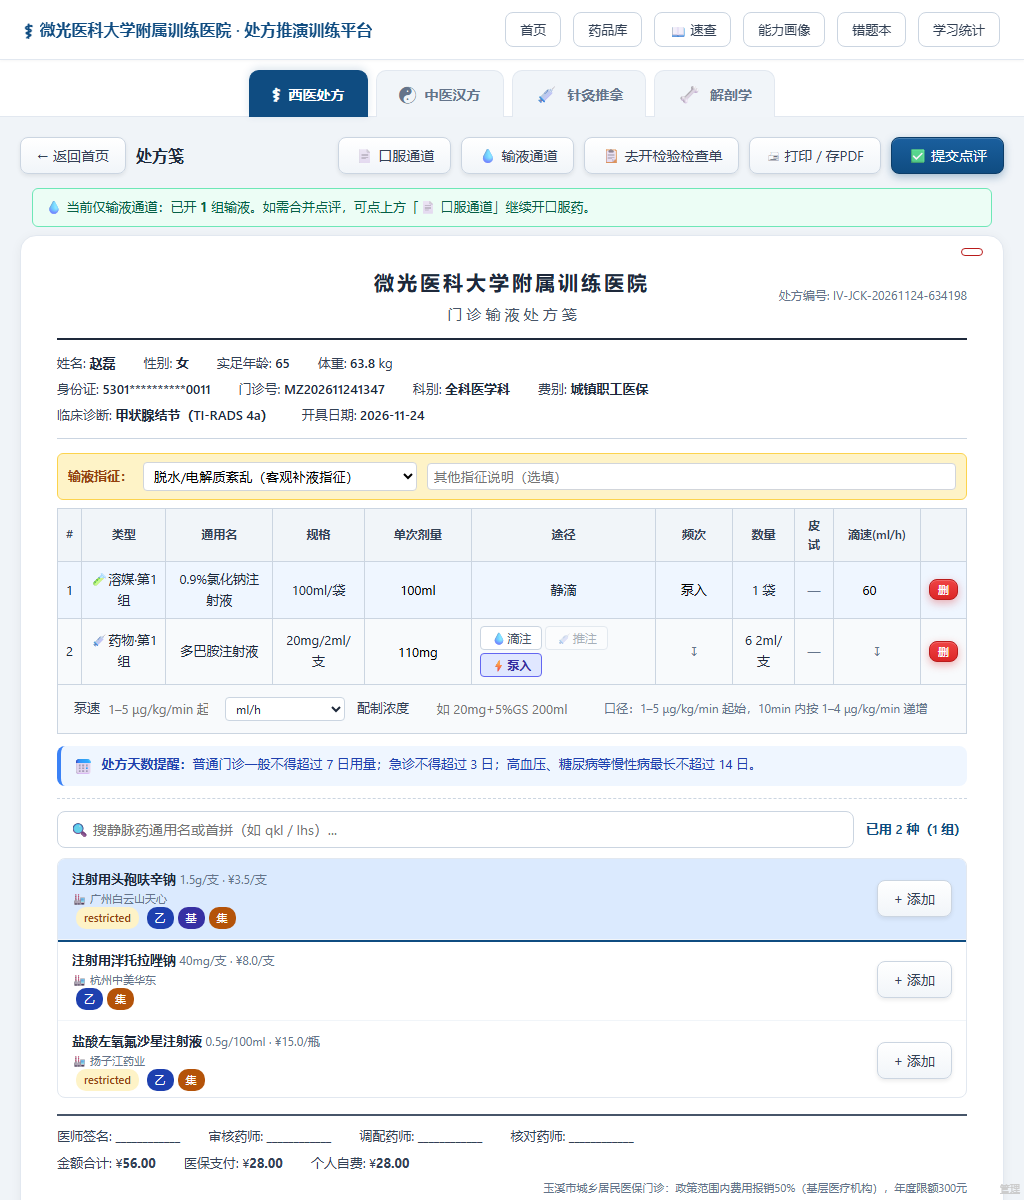 微光医科大学附属训练医院 · 处方推演训练平台
首页
药品库
速查
能力画像
错题本
学习统计
西医处方
中医汉方
针灸推拿
解剖学
← 返回首页
处方笺
口服通道
输液通道
去开检验检查单
打印 / 存PDF
提交点评
当前仅输液通道：已开 1 组输液。如需合并点评，可点上方「 口服通道」继续开口服药。
微光医科大学附属训练医院
门诊输液处方笺
处方编号: IV-JCK-20261124-634198
姓名: 赵磊 性别: 女 实足年龄: 65 体重: 63.8 kg
身份证: 5301**********0011 门诊号: MZ202611241347 科别: 全科医学科 费别: 城镇职工医保
临床诊断: 甲状腺结节（TI-RADS 4a） 开具日期: 2026-11-24
输液指征：
脱水/电解质紊乱（客观补液指征）
其他指征说明（选填）
# 类型 通用名 规格 单次剂量 途径 频次 数量 皮试 滴速(ml/h)
1 溶媒·第1组 0.9%氯化钠注射液 100ml/袋 100ml 静滴 泵入 1 袋 — 60 删
2 药物·第1组 多巴胺注射液 20mg/2ml/支 110mg 滴注 推注 泵入 ↧ 6 2ml/支 — ↧ 删
泵速 1–5 μg/kg/min 起 ml/h 配制浓度 如 20mg+5%GS 200ml 口径：1–5 μg/kg/min 起始，10min 内按 1–4 μg/kg/min 递增
处方天数提醒：普通门诊一般不得超过 7 日用量；急诊不得超过 3 日；高血压、糖尿病等慢性病最长不超过 14 日。
搜静脉药通用名或首拼（如 qkl / lhs）...
已用 2 种（1 组）
注射用头孢呋辛钠 1.5g/支 · ¥3.5/支
广州白云山天心
restricted 乙 基 集
+ 添加
注射用泮托拉唑钠 40mg/支 · ¥8.0/支
杭州中美华东
乙 集
+ 添加
盐酸左氧氟沙星注射液 0.5g/100ml · ¥15.0/瓶
扬子江药业
restricted 乙 集
+ 添加
医师签名: ___________ 审核药师: ___________ 调配药师: ___________ 核对药师: ___________
金额合计: ¥56.00 医保支付: ¥28.00 个人自费: ¥28.00
玉溪市城乡居民医保门诊：政策范围内费用报销50%（基层医疗机构），年度限额300元
管理